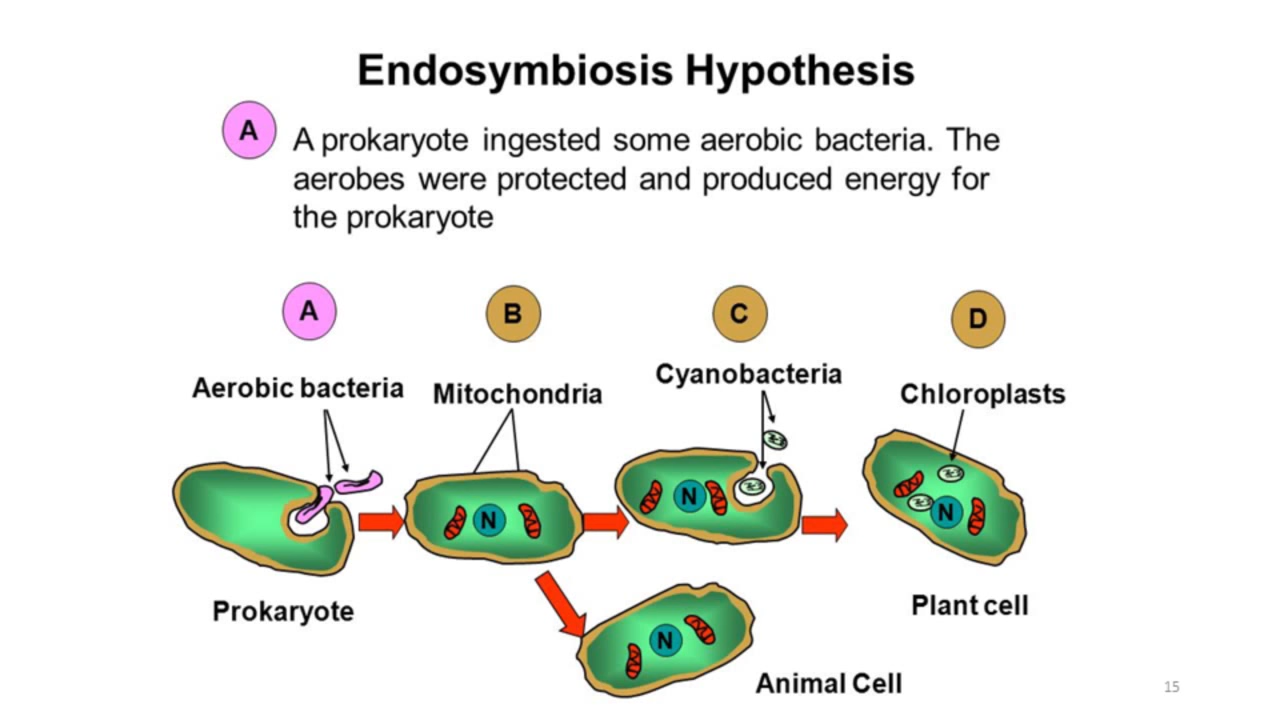 Endosymbiosis Hypothesis
A
A prokaryote ingested some aerobic bacteria. The
aerobes were protected and produced energy for
the prokaryote
A
B
C
D
Aerobic bacteria
Mitochondria
Cyanobacteria
Chloroplasts
N
N
N
Prokaryote
Plant cell
N
Animal Cell
15